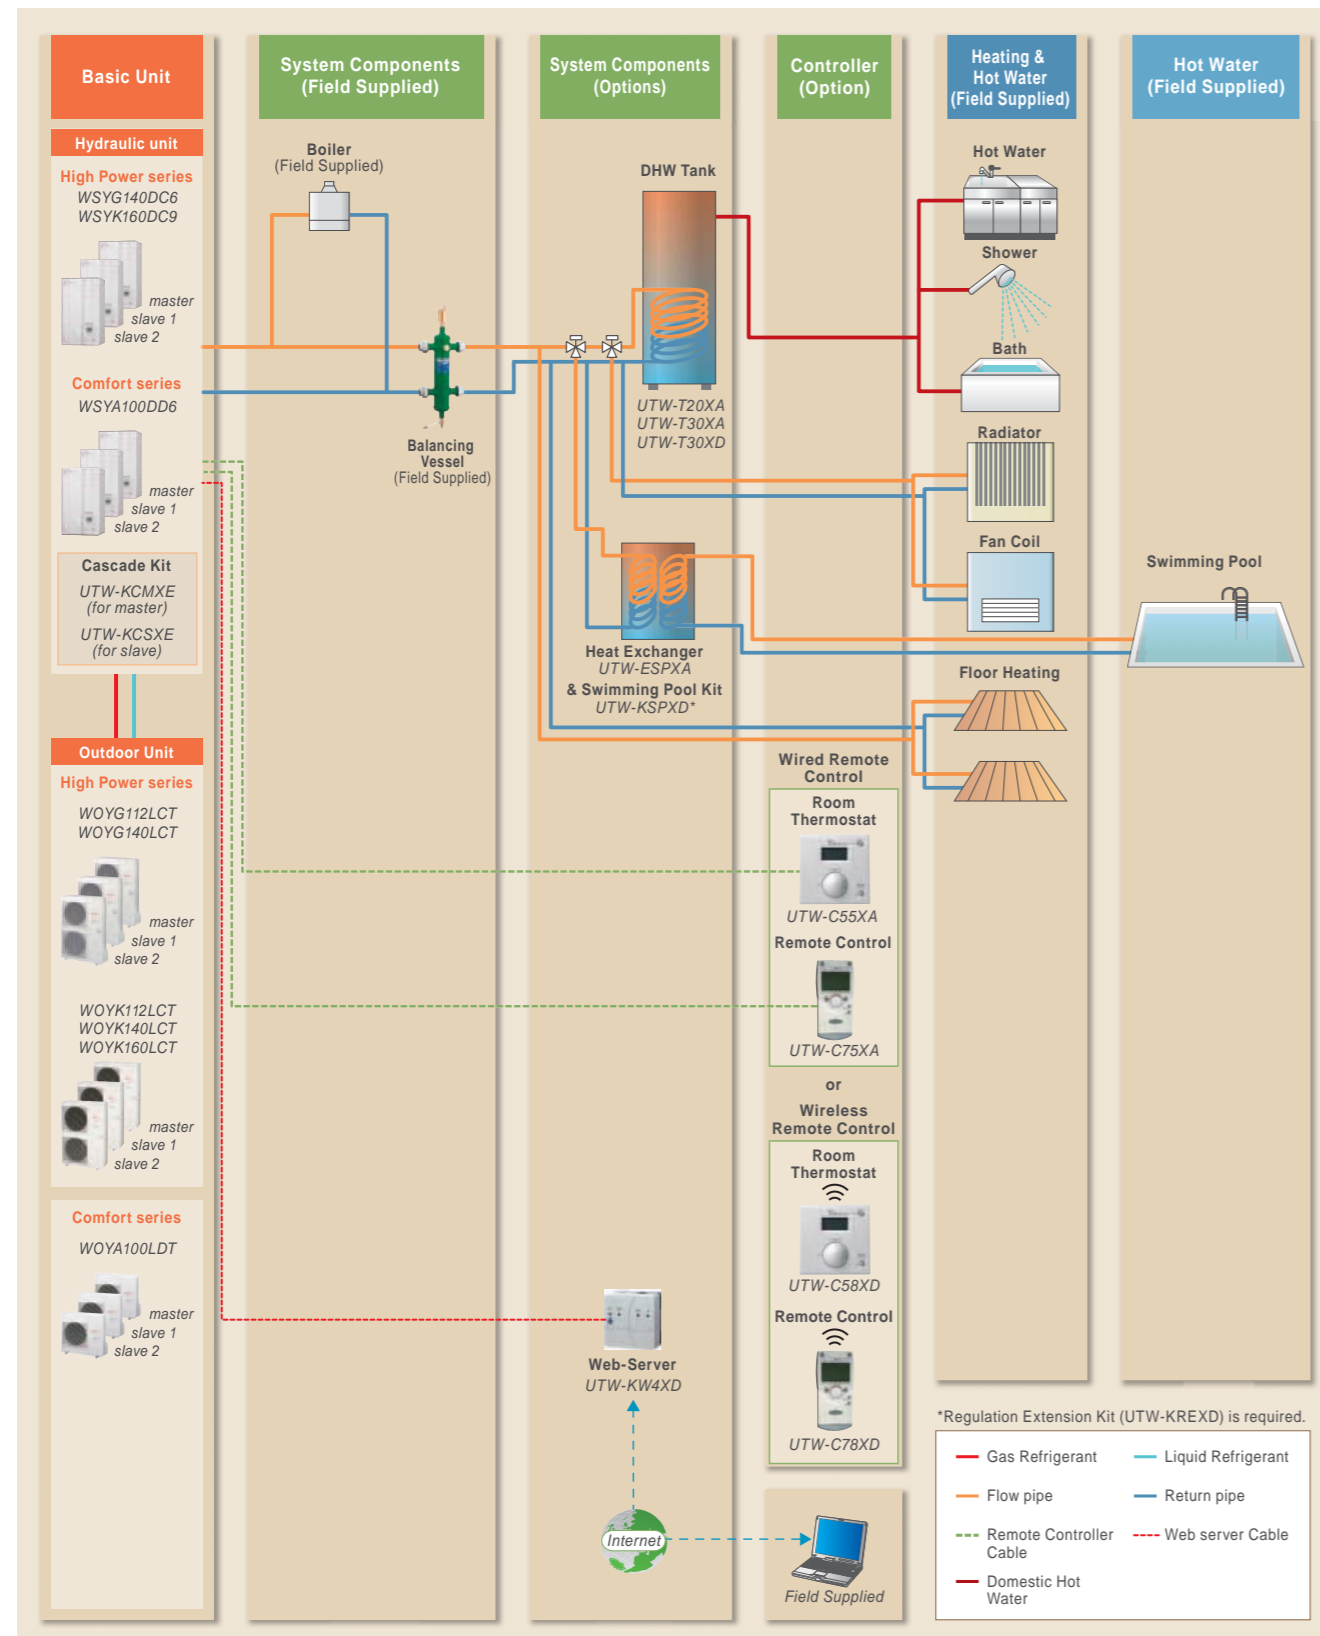 Basic Unit
Hydraulic unit
High Power series
WSYG140DC6
WSYK160DC9
master
slave 1
slave 2
Comfort series
WSYA100DD6
master
slave 1
slave 2
Cascade Kit
UTW-KCMXE
(for master)
UTW-KCSXE
(for slave)
Outdoor Unit
High Power series
WOYG112LCT
WOYG140LCT
master
slave 1
slave 2
WOYK112LCT
WOYK140LCT
WOYK160LCT
master
slave 1
slave 2
Comfort series
WOYA100LDT
master
slave 1
slave 2
System Components
(Field Supplied)
Boiler
(Field Supplied)
Balancing
Vessel
(Field Supplied)
System Components
(Options)
DHW Tank
UTW-T20XA
UTW-T30XA
UTW-T30XD
Heat Exchanger
UTW-ESPXA
& Swimming Pool Kit
UTW-KSPXD*
Web-Server
UTW-KW4XD
Internet
Controller
(Option)
Wired Remote
Control
Room
Thermostat
UTW-C55XA
Remote Control
UTW-C75XA
or
Wireless
Remote Control
Room
Thermostat
UTW-C58XD
Remote Control
UTW-C78XD
Field Supplied
Heating &
Hot Water
(Field Supplied)
Hot Water
Shower
Bath
Radiator
Fan Coil
Floor Heating
Hot Water
(Field Supplied)
Swimming Pool
*Regulation Extension Kit (UTW-KREXD) is required.
Gas Refrigerant
Liquid Refrigerant
Flow pipe
Return pipe
Remote Controller
Cable
Web server Cable
Domestic Hot
Water